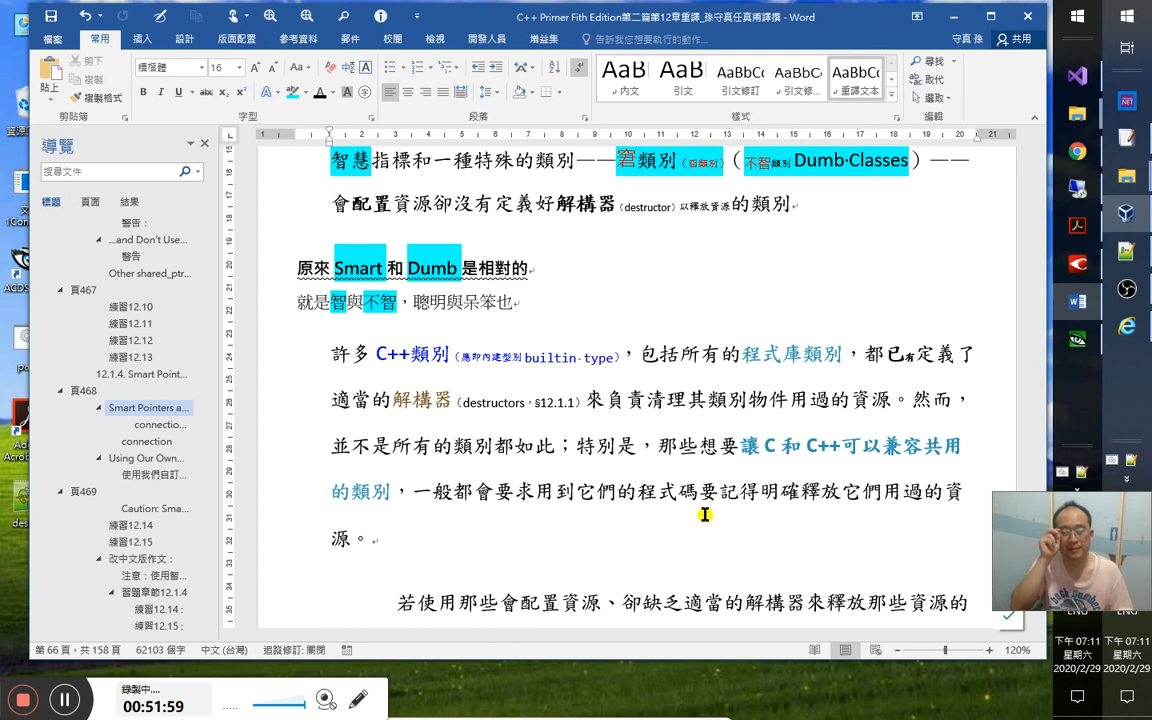 C++ Primer Fith Edition第二篇第12章重譯_孫守真任真甫譯撰 - Word
檔案 常用 插入 設計 版面配置 參考資料 郵件 校閱 檢視 開發人員 增益集 告訴我您想要執行的動作... 守真 孫 共用
剪下
貼上 複製
複製格式
標楷體 16
AaBbC AaBbC AaBbCc AaBbCc AaBbCc
內文 引文 引文修訂 引文修... 重譯文本
尋找
取代
選取
剪貼簿 字型 段落 樣式 編輯
導覽
搜尋文件
標題 頁面 結果
警告：
...and Don't Use...
警告
Other shared_ptr...
頁467
練習12.10
練習12.11
練習12.12
練習12.13
12.1.4. Smart Point...
頁468
Smart Pointers a...
connectio...
connection
Using Our Own...
使用我們自訂...
頁469
Caution: Sma...
練習12.14
練習12.15
改中文版作文：
注意：使用智...
習題章節12.1.4
練習12.14：
練習12.15：
智慧指標和一種特殊的類別——窘類別（囧類別）（不智類別Dumb·Classes）——
會配置資源卻沒有定義好解構器（destructor）以釋放資源的類別
原來 Smart 和 Dumb 是相對的
就是智與不智，聰明與呆笨也
許多 C++類別（應即內建型別 builtin-type），包括所有的程式庫類別，都已有定義了
適當的解構器（destructors，§12.1.1）來負責清理其類別物件用過的資源。然而，
並不是所有的類別都如此；特別是，那些想要讓 C 和 C++可以兼容共用
的類別，一般都會要求用到它們的程式碼要記得明確釋放它們用過的資
源。
若使用那些會配置資源、卻缺乏適當的解構器來釋放那些資源的
第 66 頁，共 158 頁 62103 個字 中文 (台灣) 追蹤修訂: 關閉 120%
錄製中....
00:51:59
下午 07:11 下午 07:11
星期六 星期六
2020/2/29 2020/2/29